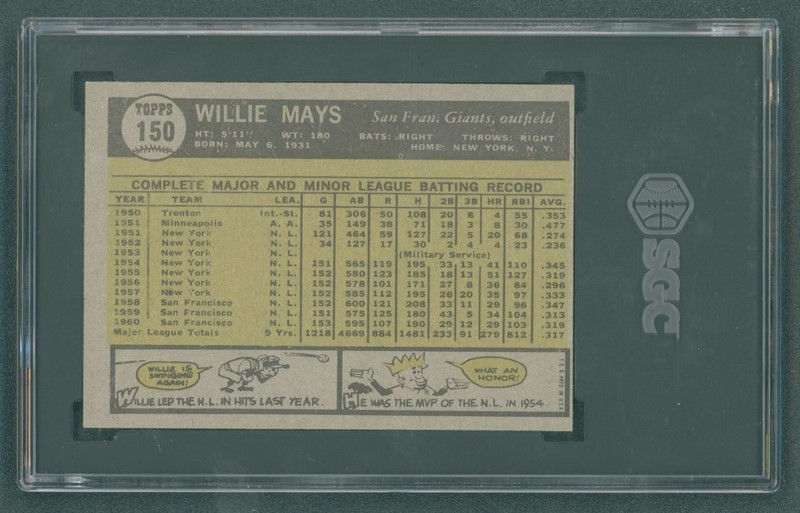 TOPPS
150
WILLIE MAYS San Fran. Giants, outfield
HT: 5'11" WT: 180 BATS: RIGHT THROWS: RIGHT
BORN: MAY 6, 1931 HOME: NEW YORK, N. Y.
COMPLETE MAJOR AND MINOR LEAGUE BATTING RECORD
YEAR TEAM LEA. G AB R H 2B 3B HR RBI AVG.
1950 Trenton Int.-St. 81 306 50 108 20 8 4 55 .353
1951 Minneapolis A. A. 35 149 38 71 18 3 8 30 .477
1951 New York N. L. 121 464 59 127 22 5 20 68 .274
1952 New York N. L. 34 127 17 30 2 4 4 23 .236
1953 New York N. L. (Military Service)
1954 New York N. L. 151 565 119 195 33 13 41 110 .345
1955 New York N. L. 152 580 123 185 18 13 51 127 .319
1956 New York N. L. 152 578 101 171 27 8 36 84 .296
1957 New York N. L. 152 585 112 195 26 20 35 97 .333
1958 San Francisco N. L. 152 600 121 208 33 11 29 96 .347
1959 San Francisco N. L. 151 575 125 180 43 5 34 104 .313
1960 San Francisco N. L. 153 595 107 190 29 12 29 103 .319
Major League Totals 9 Yrs. 1218 4669 884 1481 233 91 279 812 .317
WILLIE IS
SWINGING
AGAIN!
WILLIE LED THE N.L. IN HITS LAST YEAR.
WHAT AN
HONOR!
HE WAS THE MVP OF THE N.L. IN 1954
SGC